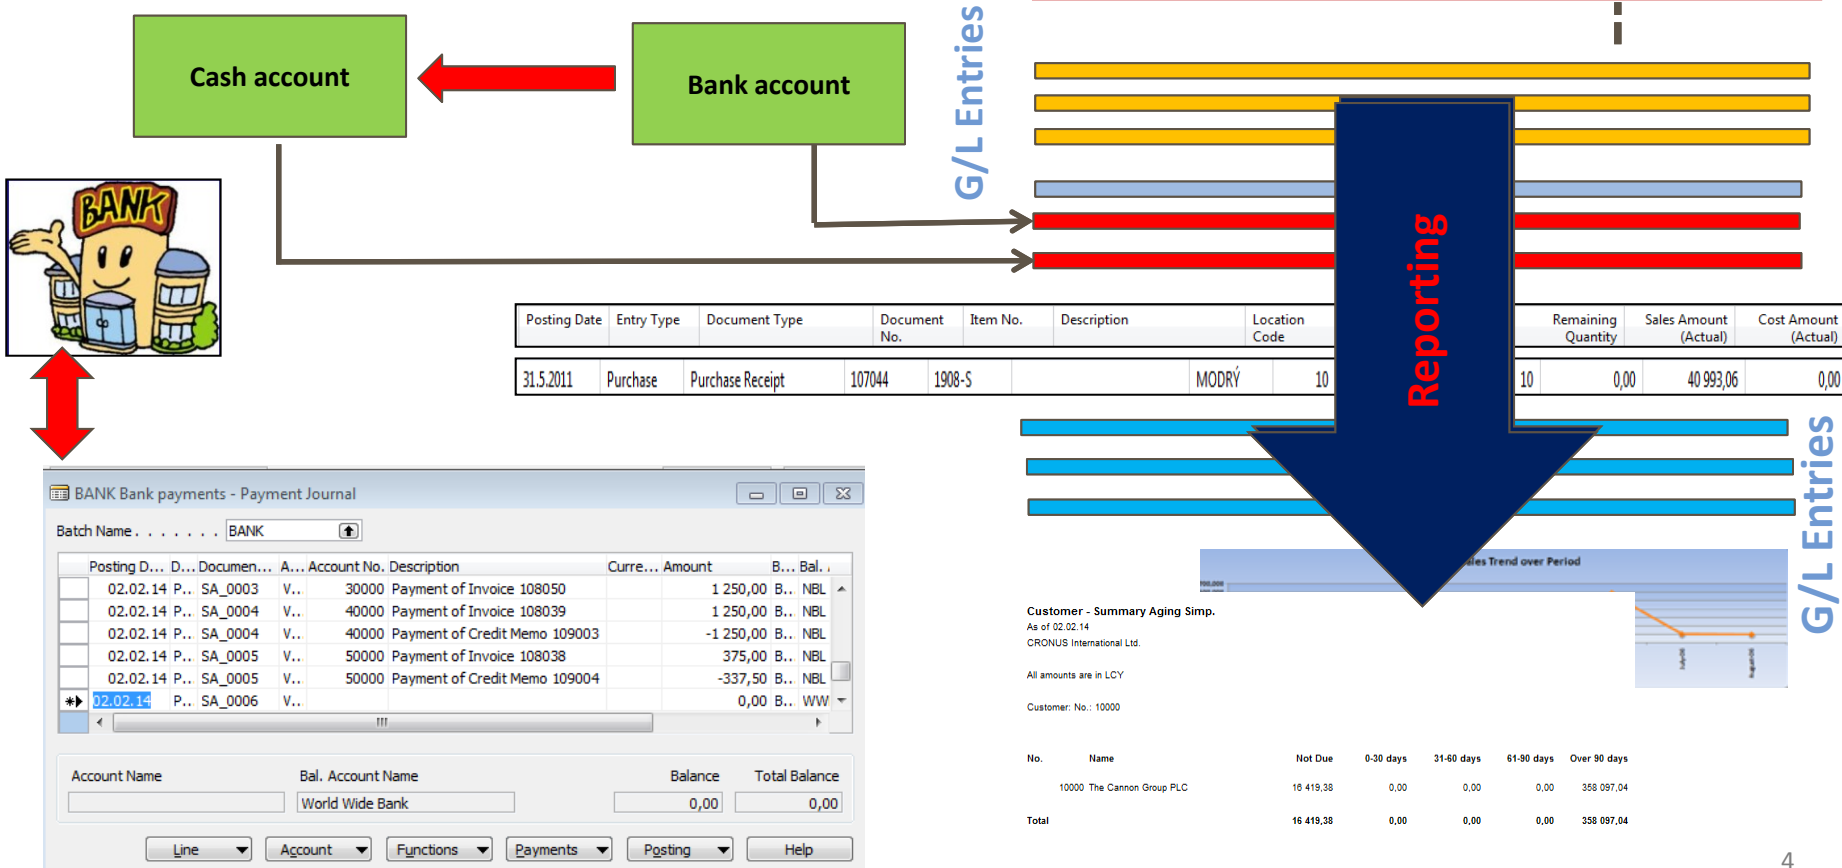 Cash account
Bank account
G/L Entries
BANK
Reporting
Posting Date Entry Type Document Type Document No. Item No. Description Location Code Remaining Quantity Sales Amount (Actual) Cost Amount (Actual)
31.5.2011 Purchase Purchase Receipt 107044 1908-S MODRÝ 10 10 0,00 40 993,06 0,00
G/L Entries
BANK Bank payments - Payment Journal
Batch Name . . . . . . . BANK
Posting D... D... Documen... A... Account No. Description Curre... Amount B... Bal.
02.02.14 P... SA_0003 V... 30000 Payment of Invoice 108050 1 250,00 B... NBL
02.02.14 P... SA_0004 V... 40000 Payment of Invoice 108039 1 250,00 B... NBL
02.02.14 P... SA_0004 V... 40000 Payment of Credit Memo 109003 -1 250,00 B... NBL
02.02.14 P... SA_0005 V... 50000 Payment of Invoice 108038 375,00 B... NBL
02.02.14 P... SA_0005 V... 50000 Payment of Credit Memo 109004 -337,50 B... NBL
02.02.14 P... SA_0006 V... 0,00 B... WW
Account Name Bal. Account Name Balance Total Balance
World Wide Bank 0,00 0,00
Line Account Functions Payments Posting Help
Trend over Period
700,000
July-06
August-06
Customer - Summary Aging Simp.
As of 02.02.14
CRONUS International Ltd.
All amounts are in LCY
Customer: No.: 10000
No. Name Not Due 0-30 days 31-60 days 61-90 days Over 90 days
10000 The Cannon Group PLC 16 419,38 0,00 0,00 0,00 358 097,04
Total 16 419,38 0,00 0,00 0,00 358 097,04
4